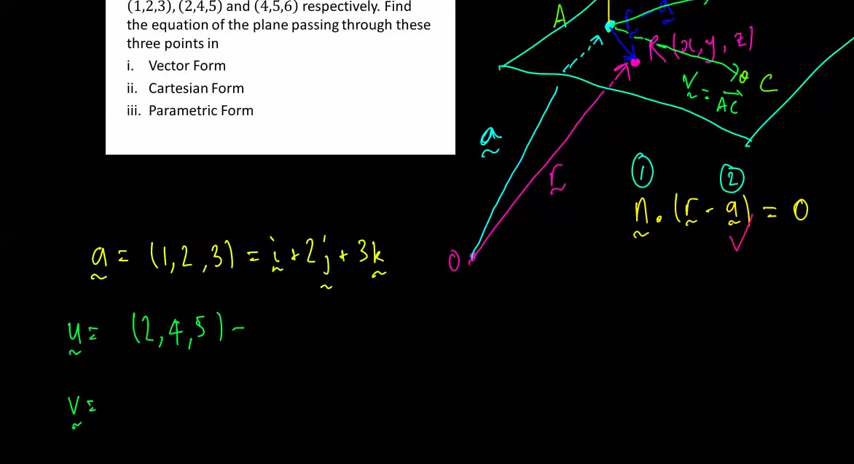 (1,2,3), (2,4,5) and (4,5,6) respectively. Find
the equation of the plane passing through these
three points in
i. Vector Form
ii. Cartesian Form
iii. Parametric Form
A
R(x,y,z)
C
v = AC
a
r
① ②
n . (r - a) = 0
O
a = (1,2,3) = i + 2j + 3k
u = (2,4,5) -
v =